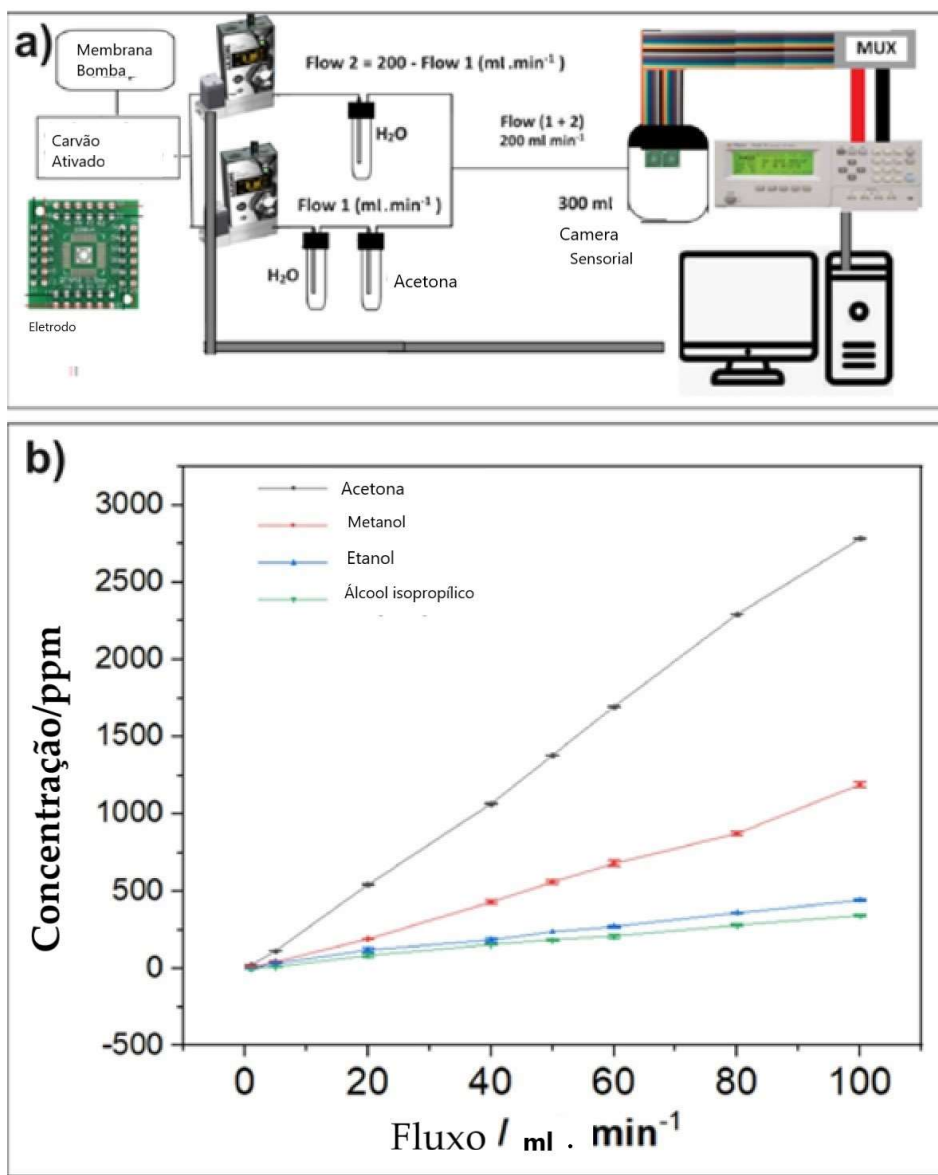 a)
Membrana
Bomba
Carvão
Ativado
Eletrodo
Flow 2 = 200 - Flow 1 (ml.min⁻¹)
H₂O
Flow 1 (ml.min⁻¹)
H₂O
Acetona
Flow (1 + 2)
200 ml min⁻¹
300 ml
Camera
Sensorial
MUX
b)
Acetona
Metanol
Etanol
Álcool isopropílico
Concentração/ppm
3000
2500
2000
1500
1000
500
0
-500
0 20 40 60 80 100
Fluxo / ml . min⁻¹